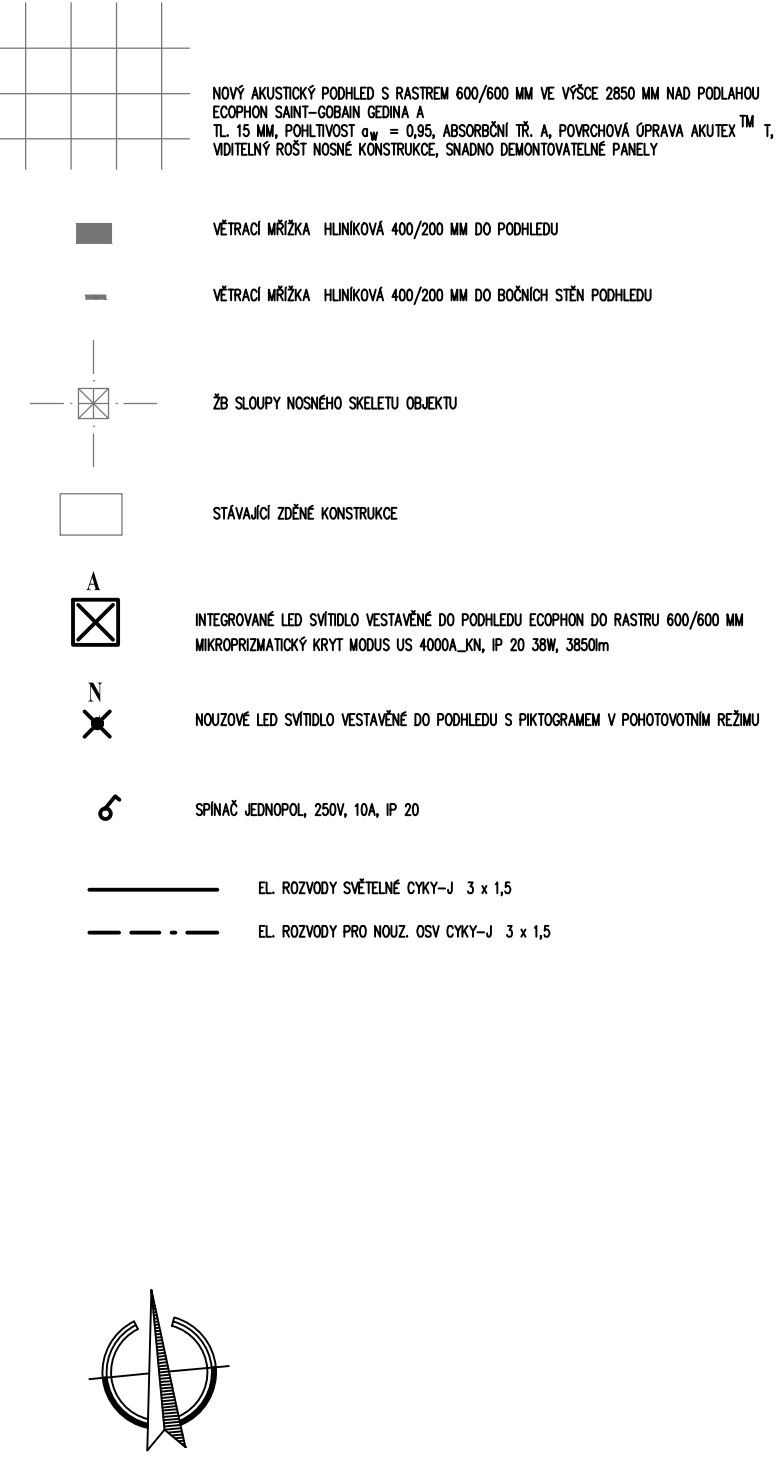 NOVÝ AKUSTICKÝ PODHLED S RASTREM 600/600 MM VE VÝŠCE 2850 MM NAD PODLAHOU
ECOPHON SAINT-GOBAIN GEDINA A
TL. 15 MM, POHLTIVOST αw = 0,95, ABSORBČNÍ TŘ. A, POVRCHOVÁ ÚPRAVA AKUTEX™ T,
VIDITELNÝ ROŠT NOSNÉ KONSTRUKCE, SNADNO DEMONTOVATELNÉ PANELY
VĚTRACÍ MŘÍŽKA HLINÍKOVÁ 400/200 MM DO PODHLEDU
VĚTRACÍ MŘÍŽKA HLINÍKOVÁ 400/200 MM DO BOČNÍCH STĚN PODHLEDU
ŽB SLOUPY NOSNÉHO SKELETU OBJEKTU
STÁVAJÍCÍ ZDĚNÉ KONSTRUKCE
A
INTEGROVANÉ LED SVÍTIDLO VESTAVĚNÉ DO PODHLEDU ECOPHON DO RASTRU 600/600 MM
MIKROPRIZMATICKÝ KRYT MODUS US 4000A_KN, IP 20 38W, 3850lm
N
NOUZOVÉ LED SVÍTIDLO VESTAVĚNÉ DO PODHLEDU S PIKTOGRAMEM V POHOTOVOTNÍM REŽIMU
SPÍNAČ JEDNOPOL, 250V, 10A, IP 20
EL. ROZVODY SVĚTELNÉ CYKY-J 3 x 1,5
EL. ROZVODY PRO NOUZ. OSV CYKY-J 3 x 1,5